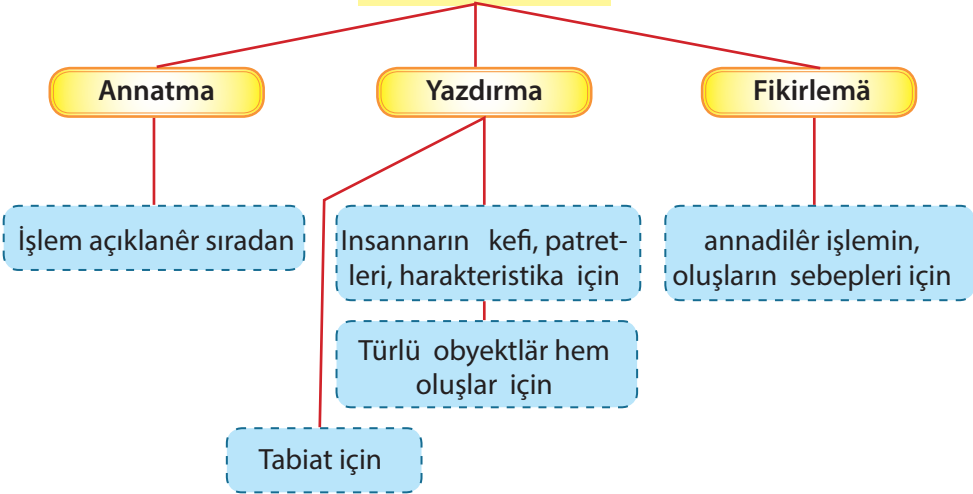 Annatma
Yazdırma
Fikirlemä
İşlem açıklanêr sıradan
Insannarın kefi, patret-
leri, harakteristika için
annadilêr işlemin,
oluşların sebepleri için
Türlü obyektlär hem
oluşlar için
Tabiat için